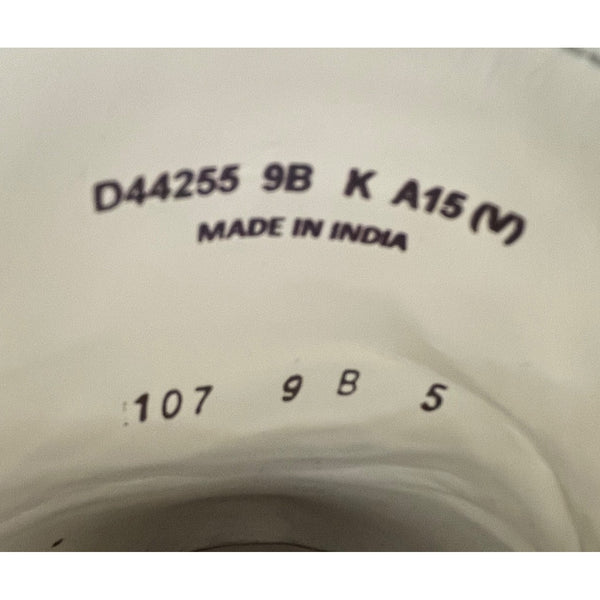 D44255 9B K A15 (V)
MADE IN INDIA
107 9 B 5